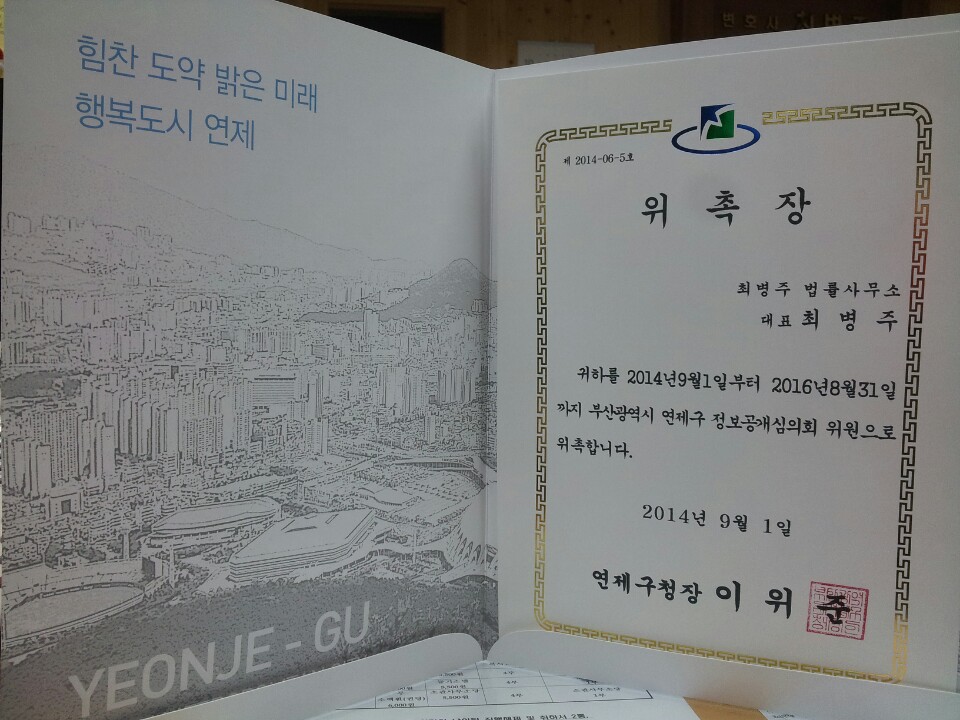 힘찬 도약 밝은 미래
행복도시 연제
YEONJE - GU
제 2014-06-5호
위 촉 장
최병주 법률사무소
대표 최 병 주
귀하를 2014년9월1일부터 2016년8월31일
까지 부산광역시 연제구 정보공개심의회 위원으로
위촉합니다.
2014년 9월 1일
연제구청장 이 위 준